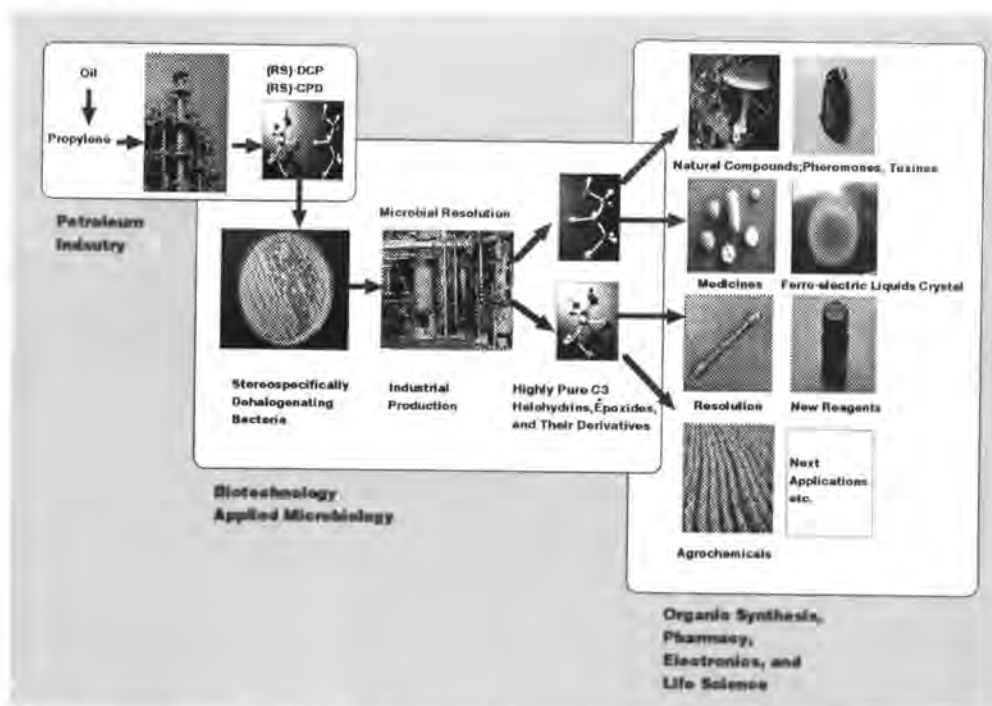 Oil
Propylene
(RS)-DCP
(RS)-CPD
Petroleum
Indsutry
Microbial Resolution
Stereospecifically
Dehalogenating
Bacteria
Industrial
Production
Highly Pure C3
Helohydrins, Epoxides,
and Their Derivatives
Biotechnology
Applied Microbiology
Natural Compounds; Pheromones, Toxines
Medicines
Ferro-electric Liquids Crystal
Resolution
New Reagents
Agrochemicals
Next
Applications
etc.
Organic Synthesis,
Pharmacy,
Electronics, and
Life Science